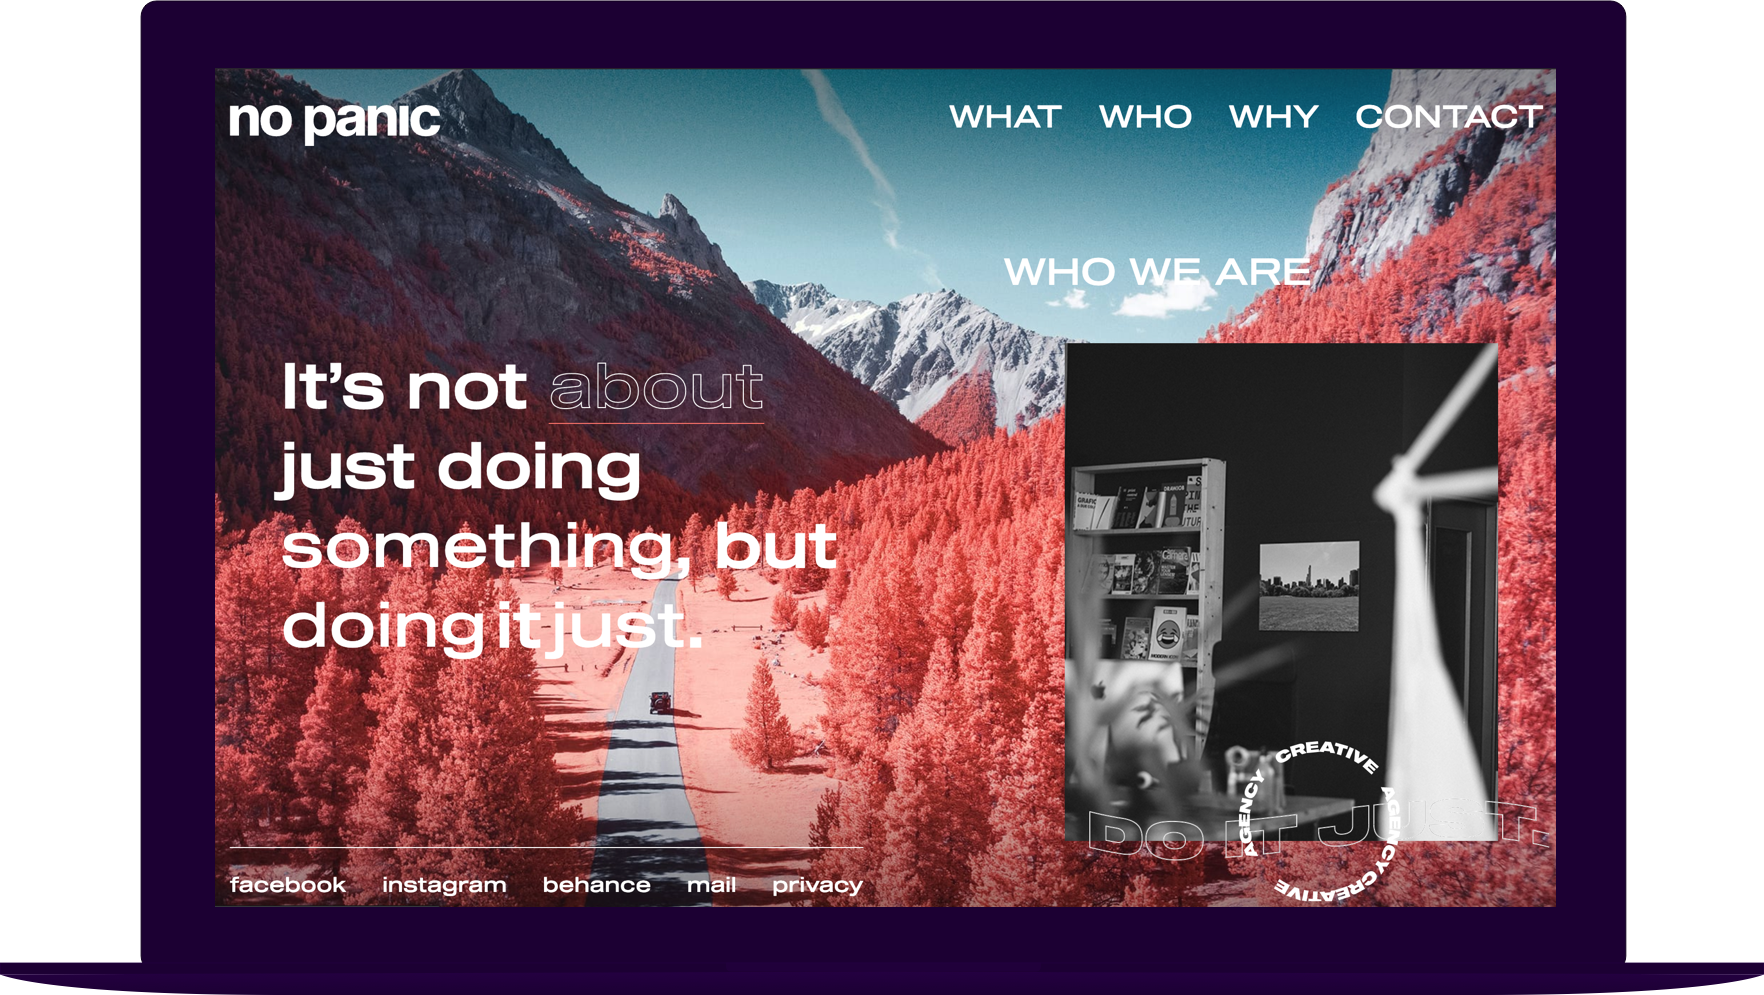 no panic
WHAT WHO WHY CONTACT
WHO WE ARE
It’s not about
just doing
something, but
doing it just.
GRAFIC
CREATIVE AGENCY CREATIVE AGENCY
DO IT JUST.
facebook instagram behance mail privacy